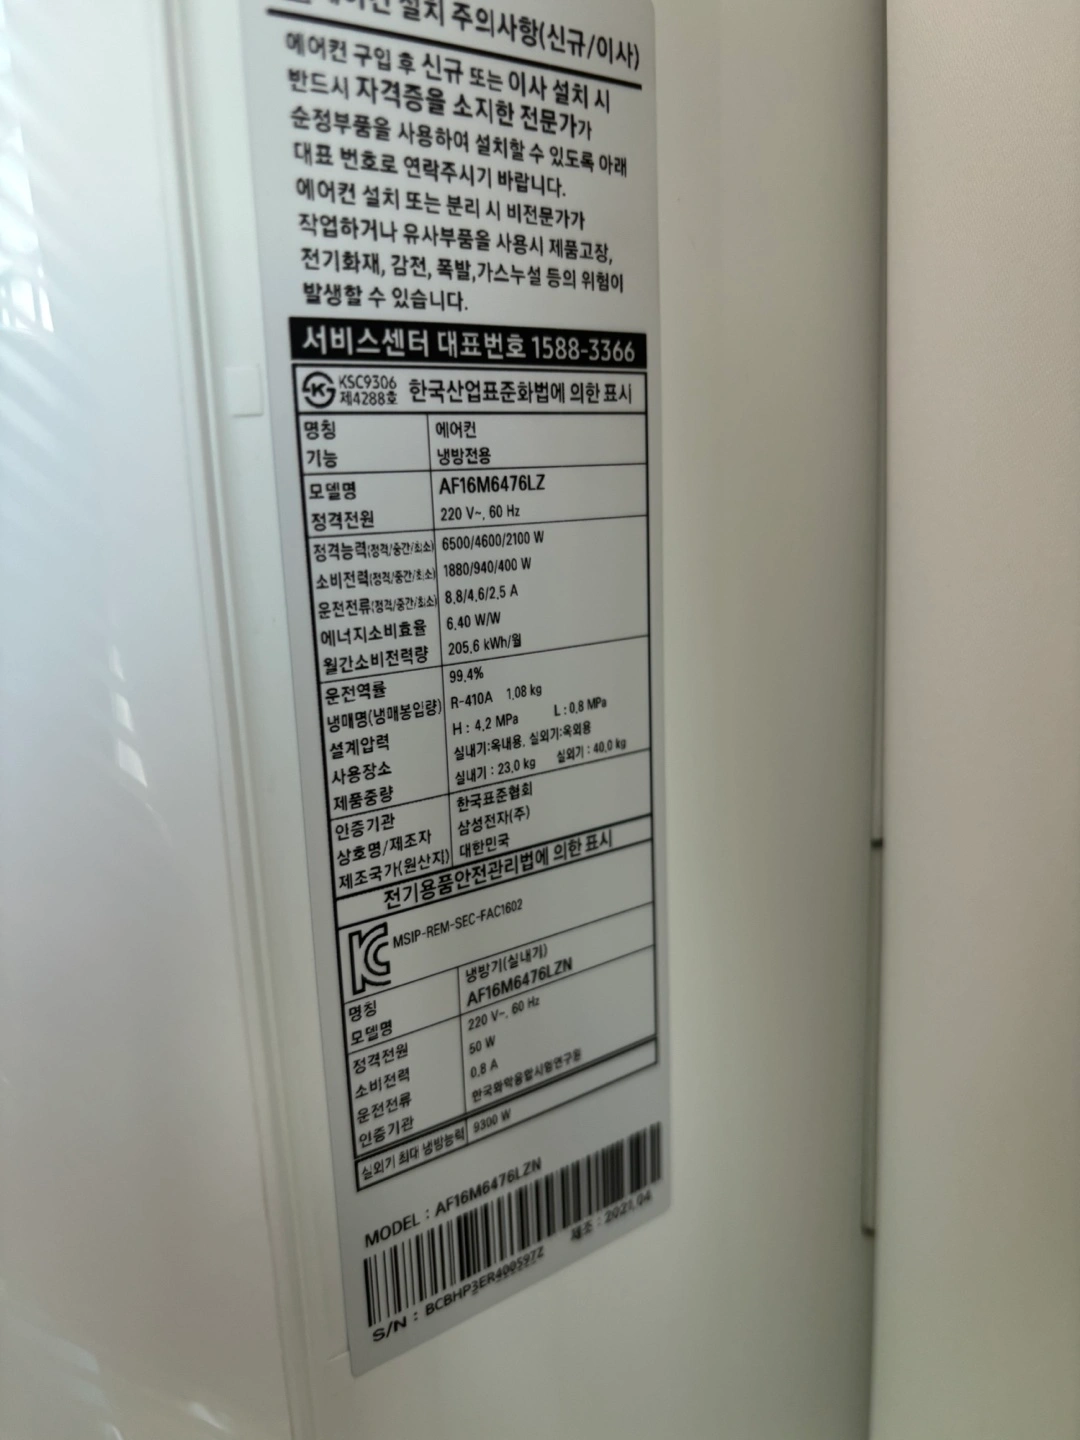 에어컨 설치 주의사항(신규/이사)
에어컨 구입 후 신규 또는 이사 설치 시
반드시 자격증을 소지한 전문가가
순정부품을 사용하여 설치할 수 있도록 아래
대표 번호로 연락주시기 바랍니다.
에어컨 설치 또는 분리 시 비전문가가
작업하거나 유사부품을 사용시 제품고장,
전기화재, 감전, 폭발,가스누설 등의 위험이
발생할 수 있습니다.
서비스센터 대표번호 1588-3366
KSC9306
제4288호
한국산업표준화법에 의한 표시
명칭 에어컨
기능 냉방전용
모델명 AF16M6476LZ
정격전원 220 V~, 60 Hz
정격능력(정격/중간/최소) 6500/4600/2100 W
소비전력(정격/중간/최소) 1880/940/400 W
운전전류(정격/중간/최소) 8.8/4.6/2.5 A
에너지소비효율 6.40 W/W
월간소비전력량 205.6 kWh/월
운전역률 99.4%
냉매명(냉매봉입량) R-410A 1.08 kg
설계압력 H : 4.2 MPa L : 0.8 MPa
사용장소 실내기:옥내용. 실외기:옥외용
제품중량 실내기 : 23.0 kg 실외기 : 40.0 kg
인증기관 한국표준협회
상호명/제조자 삼성전자(주)
제조국가(원산지) 대한민국
전기용품안전관리법에 의한 표시
MSIP-REM-SEC-FAC1602
명칭 냉방기(실내기)
모델명 AF16M6476LZN
정격전원 220 V~, 60 Hz
소비전력 50 W
운전전류 0.8 A
인증기관 한국화학융합시험연구원
실외기 최대 냉방능력 9300 W
MODEL : AF16M6476LZN
제조 : 2021.04
S/N : BCBHP3ER400597Z